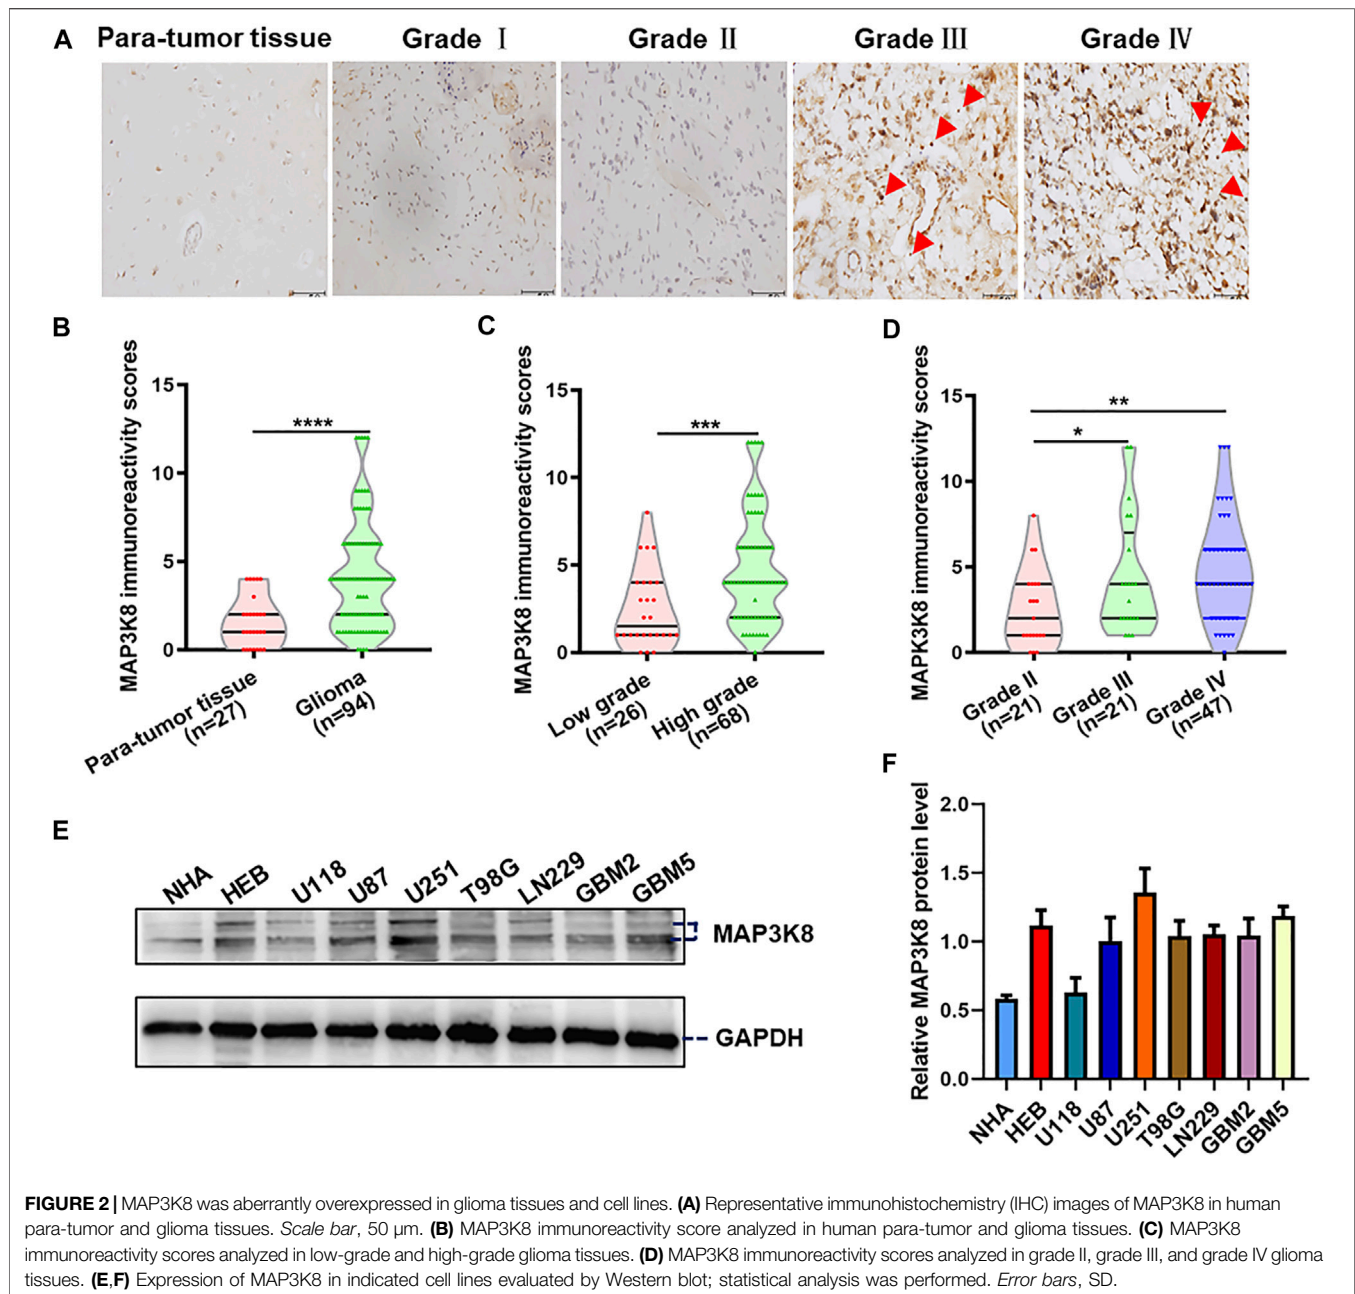 A
Para-tumor tissue
Grade Ⅰ
Grade Ⅱ
Grade Ⅲ
Grade Ⅳ
B
MAP3K8 immunoreactivity scores
15
10
5
0
****
Para-tumor tissue
(n=27)
Glioma
(n=94)
C
MAP3K8 immunoreactivity scores
15
10
5
0
***
Low grade
(n=26)
High grade
(n=68)
D
MAPK3K8 immunoreactivity scores
15
10
5
0
**
*
Grade II
(n=21)
Grade III
(n=21)
Grade IV
(n=47)
E
NHA
HEB
U118
U87
U251
T98G
LN229
GBM2
GBM5
MAP3K8
GAPDH
F
Relative MAP3K8 protein level
2.0
1.5
1.0
0.5
0.0
NHA
HEB
U118
U87
U251
T98G
LN229
GBM2
GBM5
FIGURE 2 | MAP3K8 was aberrantly overexpressed in glioma tissues and cell lines. (A) Representative immunohistochemistry (IHC) images of MAP3K8 in human
para-tumor and glioma tissues. Scale bar, 50 μm. (B) MAP3K8 immunoreactivity score analyzed in human para-tumor and glioma tissues. (C) MAP3K8
immunoreactivity scores analyzed in low-grade and high-grade glioma tissues. (D) MAP3K8 immunoreactivity scores analyzed in grade II, grade III, and grade IV glioma
tissues. (E,F) Expression of MAP3K8 in indicated cell lines evaluated by Western blot; statistical analysis was performed. Error bars, SD.